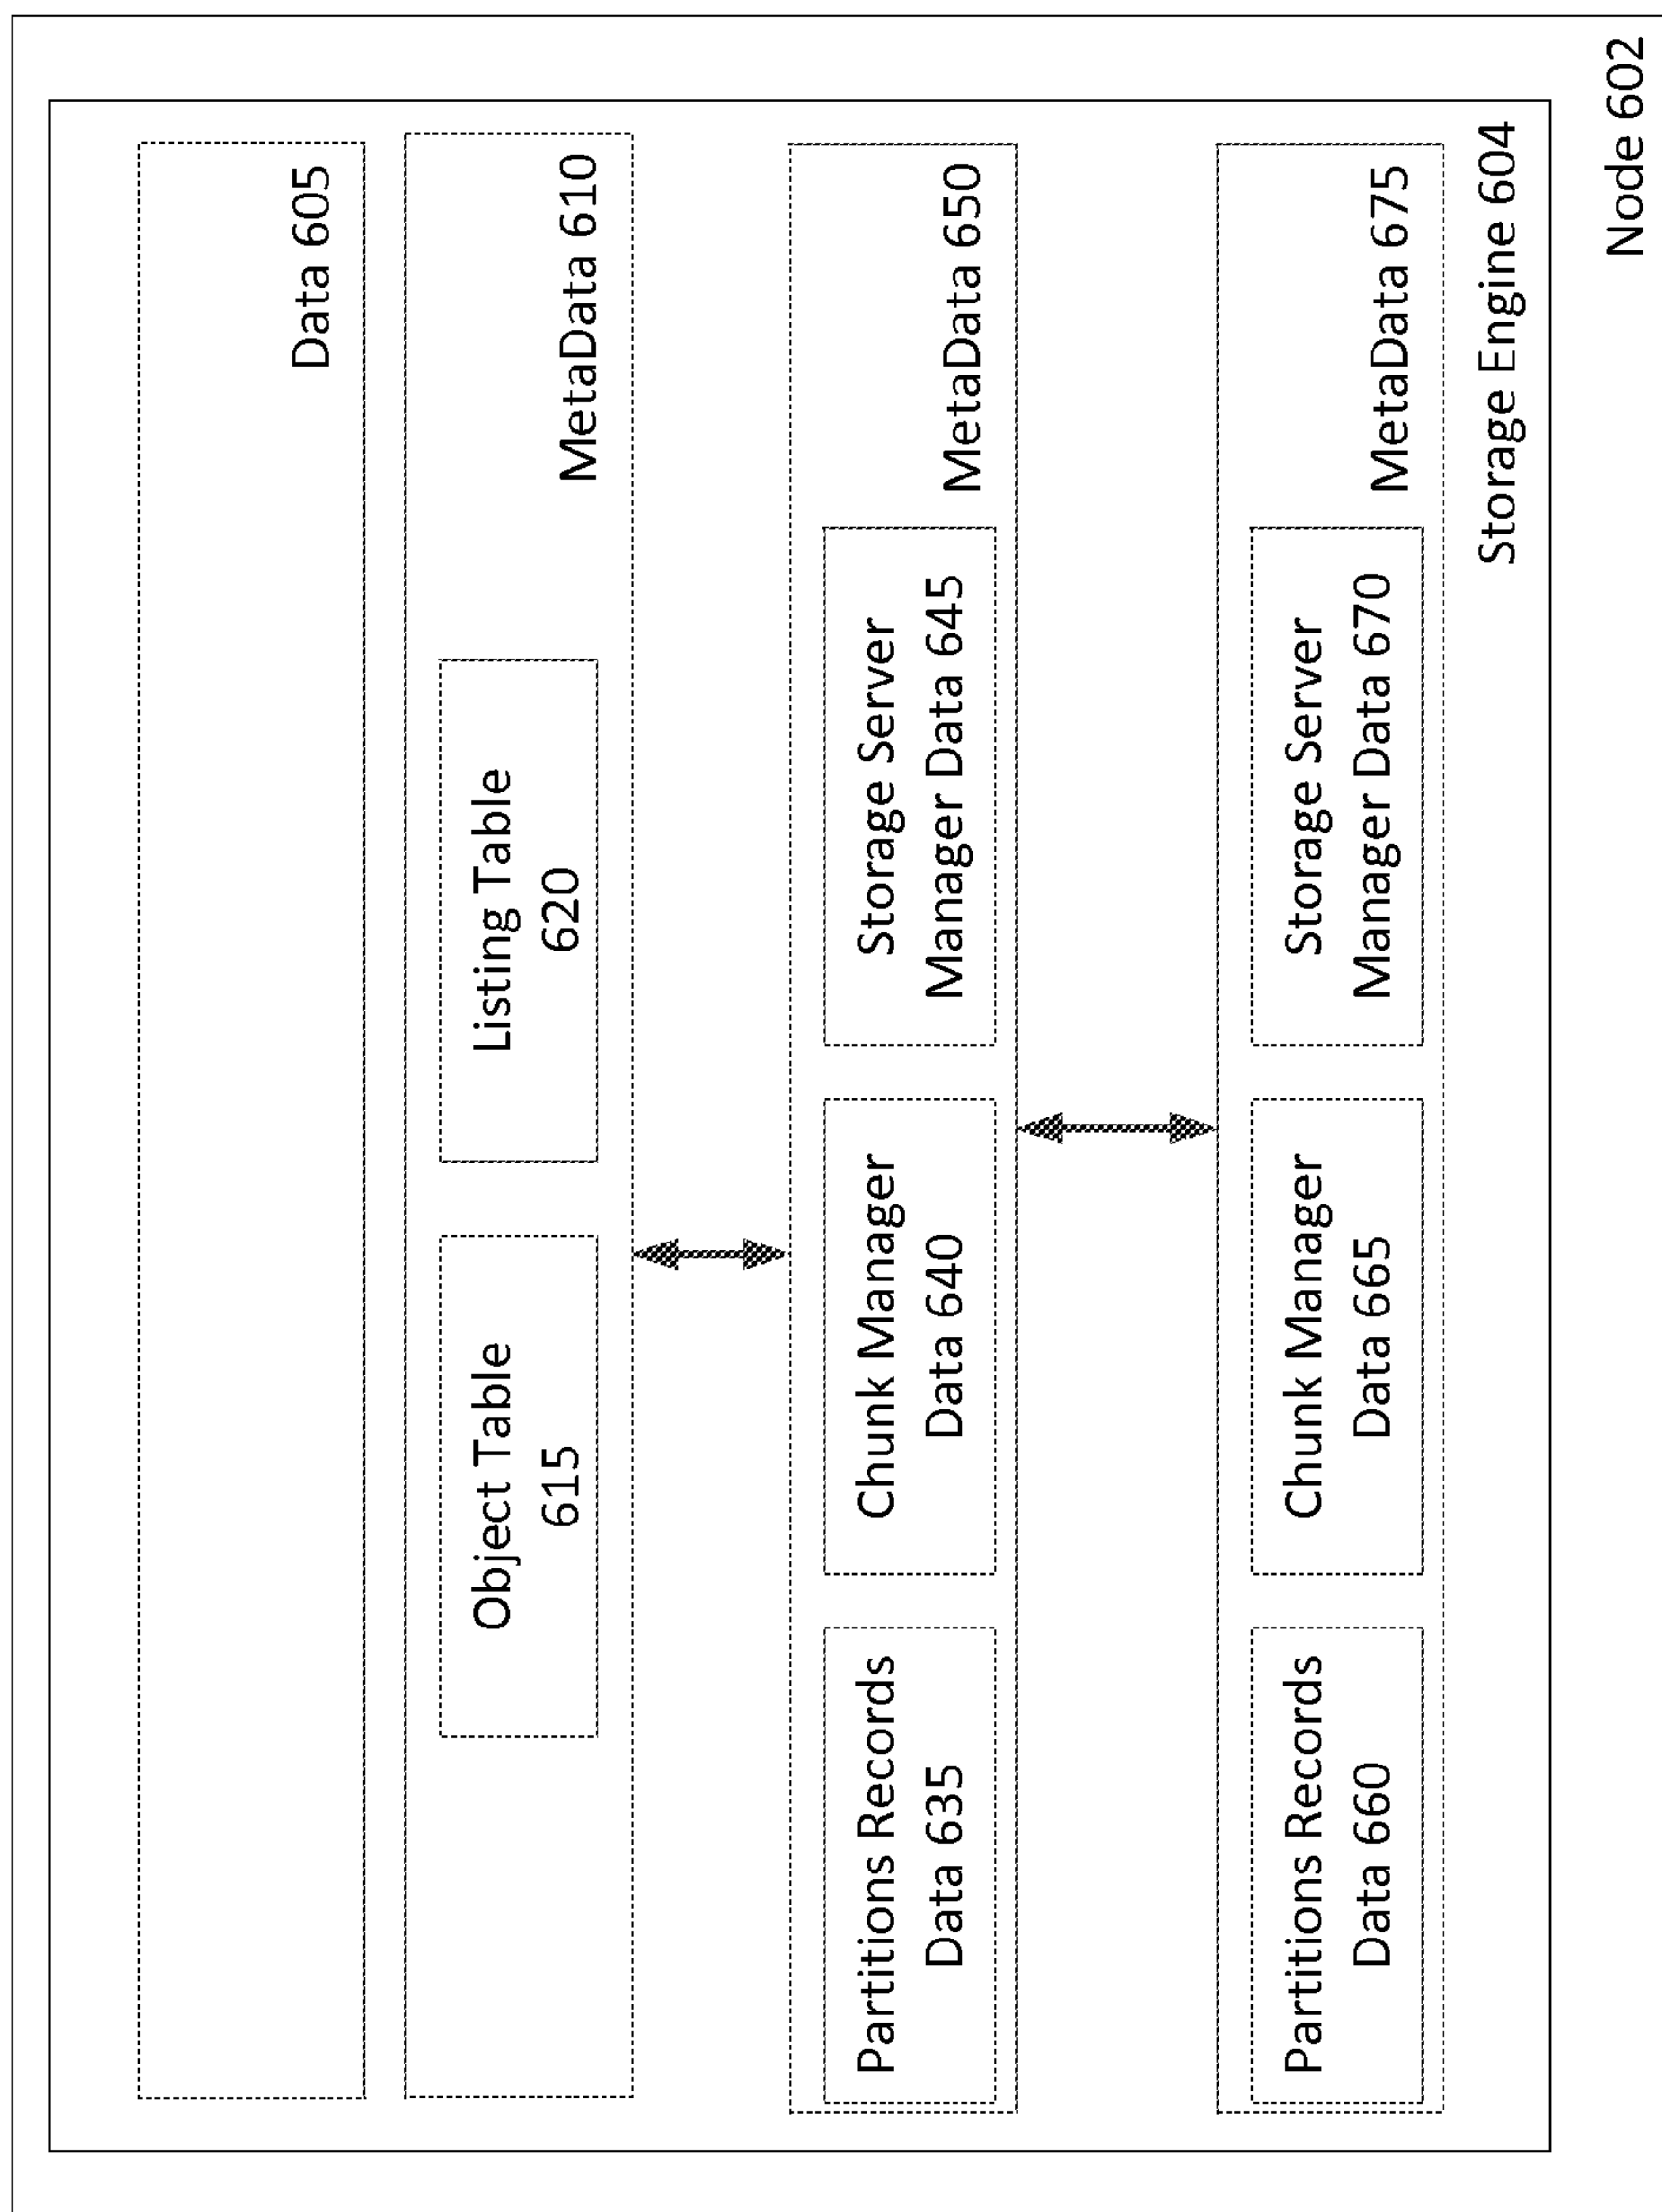 Data 605
Object Table
615
Listing Table
620
MetaData 610
Partitions Records
Data 635
Chunk Manager
Data 640
Storage Server
Manager Data 645
MetaData 650
Partitions Records
Data 660
Chunk Manager
Data 665
Storage Server
Manager Data 670
MetaData 675
Storage Engine 604
Node 602